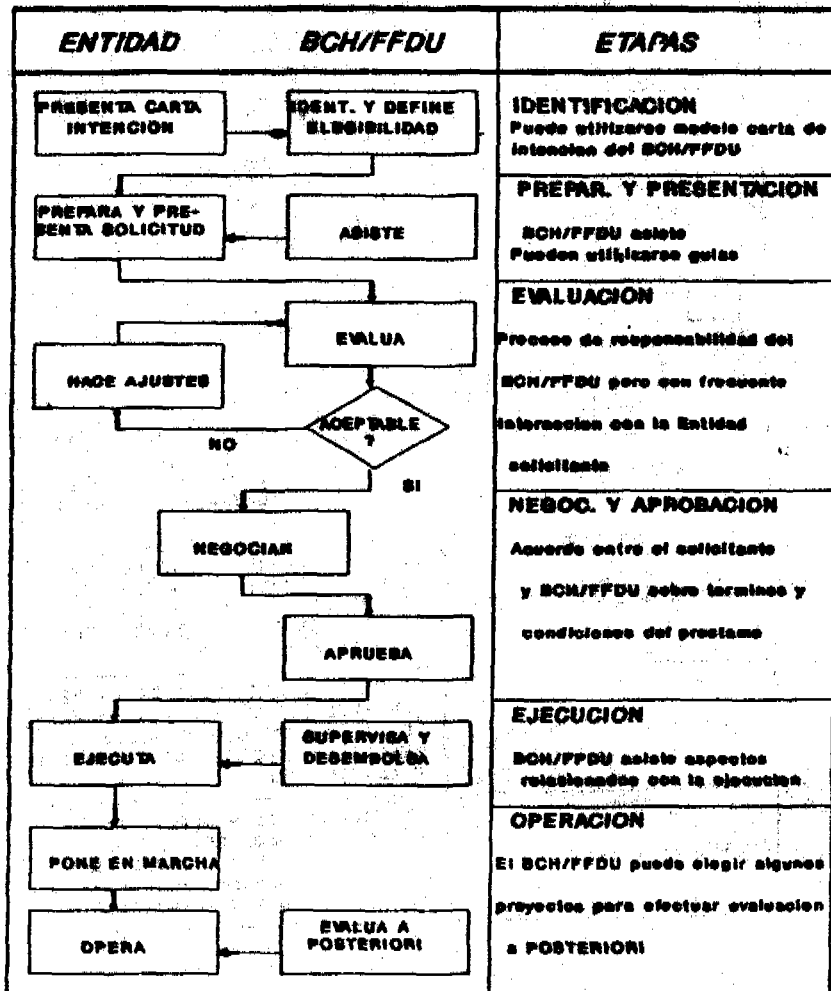 ENTIDAD
BCH/FFDU
ETAPAS
PRESENTA CARTA
INTENCIÓN
IDENT. Y DEFINE
ELEGIBILIDAD
IDENTIFICACION
Puede utilizarse modelo carta de
intencion del BCH/FFDU
PREPARA Y PRE-
SENTA SOLICITUD
ASISTE
PREPAR. Y PRESENTACION
BCH/FFDU asiste
Pueden utilizarse guias
EVALUA
HACE AJUSTES
ACEPTABLE
?
NO
SI
EVALUACION
Proceso de responsabilidad del
BCH/FFDU pero con frecuente
interaccion con la Entidad
solicitante
NEGOCIAN
APRUEBA
NEGOC. Y APROBACION
Acuerdo entre el solicitante
y BCH/FFDU sobre terminos y
condiciones del prestamo
EJECUTA
SUPERVISA Y
DESEMBOLSA
EJECUCION
BCH/FFDU asiste aspectos
relacionados con la ejecucion
PONE EN MARCHA
OPERA
EVALUA A
POSTERIORI
OPERACION
El BCH/FFDU puede elegir algunos
proyectos para efectuar evaluacion
a POSTERIORI